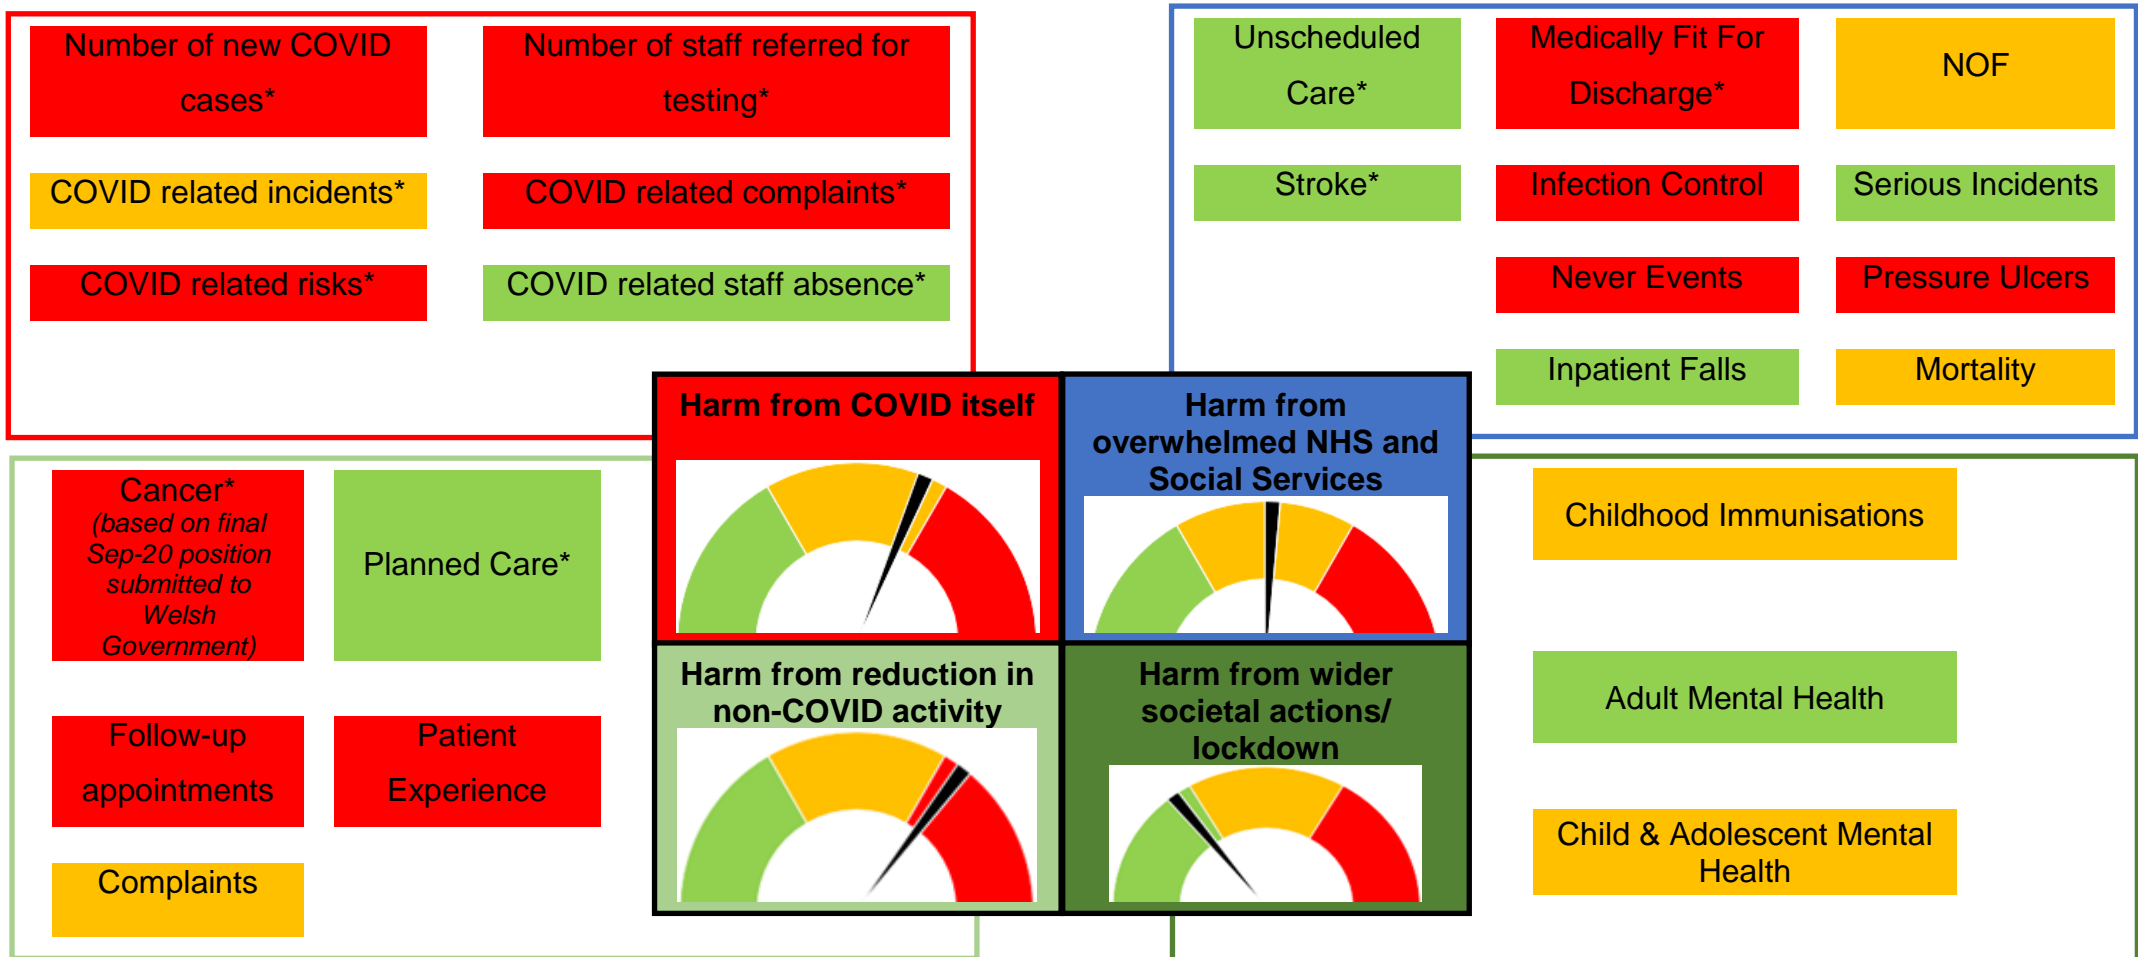 Number of new COVID
cases*
Number of staff referred for
testing*
COVID related incidents*
COVID related complaints*
COVID related risks*
COVID related staff absence*
Unscheduled
Care*
Medically Fit For
Discharge*
NOF
Stroke*
Infection Control
Serious Incidents
Never Events
Pressure Ulcers
Inpatient Falls
Mortality
Harm from COVID itself
Harm from
overwhelmed NHS and
Social Services
Harm from reduction in
non-COVID activity
Harm from wider
societal actions/
lockdown
Cancer*
(based on final
Sep-20 position
submitted to
Welsh
Government)
Planned Care*
Follow-up
appointments
Patient
Experience
Complaints
Childhood Immunisations
Adult Mental Health
Child & Adolescent Mental
Health